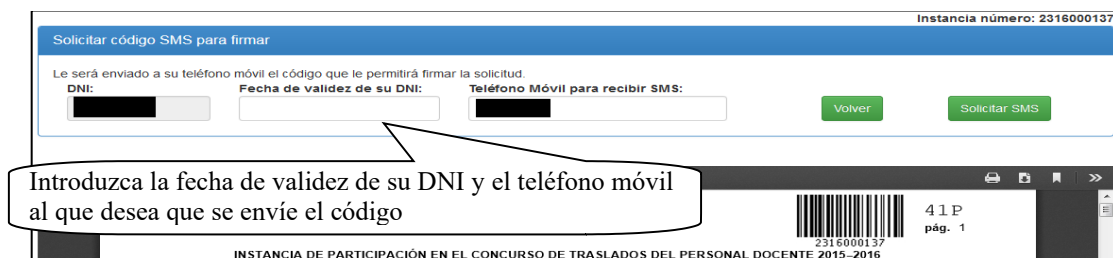 Instancia número: 2316000137
Solicitar código SMS para firmar
Le será enviado a su teléfono móvil el código que le permitirá firmar la solicitud.
DNI: Fecha de validez de su DNI: Teléfono Móvil para recibir SMS:
Volver Solicitar SMS
Introduzca la fecha de validez de su DNI y el teléfono móvil
al que desea que se envíe el código
41P
pág. 1
2316000137
INSTANCIA DE PARTICIPACIÓN EN EL CONCURSO DE TRASLADOS DEL PERSONAL DOCENTE 2015–2016